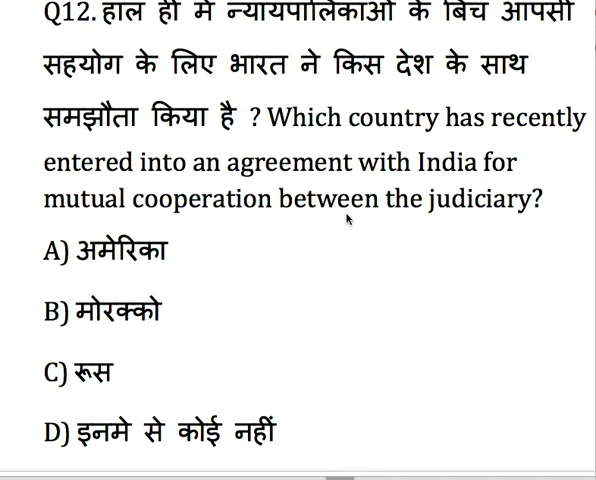 Q12. हाल ही में न्यायपालिकाओं के बिच आपसी
सहयोग के लिए भारत ने किस देश के साथ
समझौता किया है ? Which country has recently
entered into an agreement with India for
mutual cooperation between the judiciary?
A) अमेरिका
B) मोरक्को
C) रूस
D) इनमे से कोई नहीं